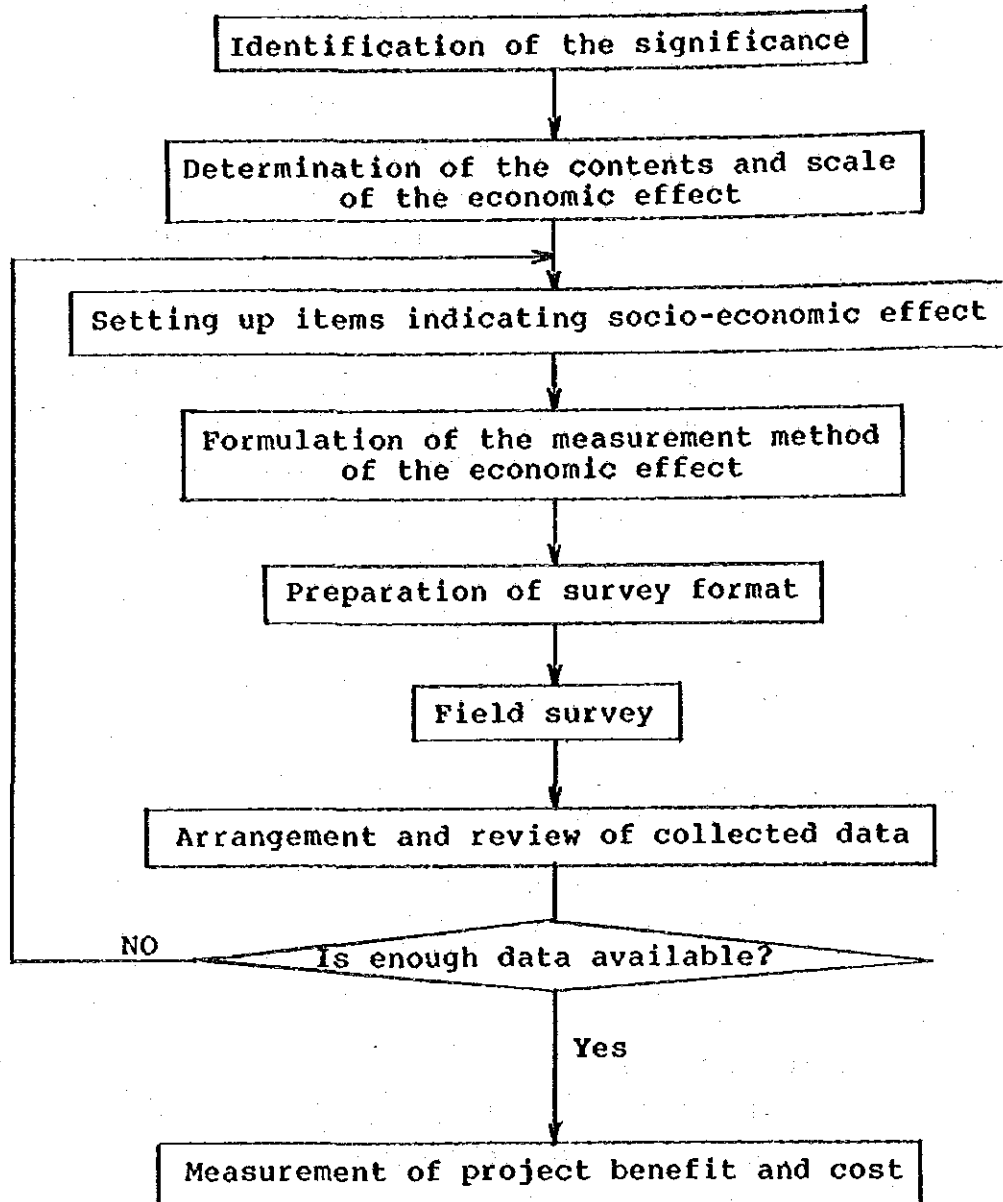 Identification of the significance
Determination of the contents and scale
of the economic effect
Setting up items indicating socio-economic effect
Formulation of the measurement method
of the economic effect
Preparation of survey format
Field survey
Arrangement and review of collected data
NO
Is enough data available?
Yes
Measurement of project benefit and cost